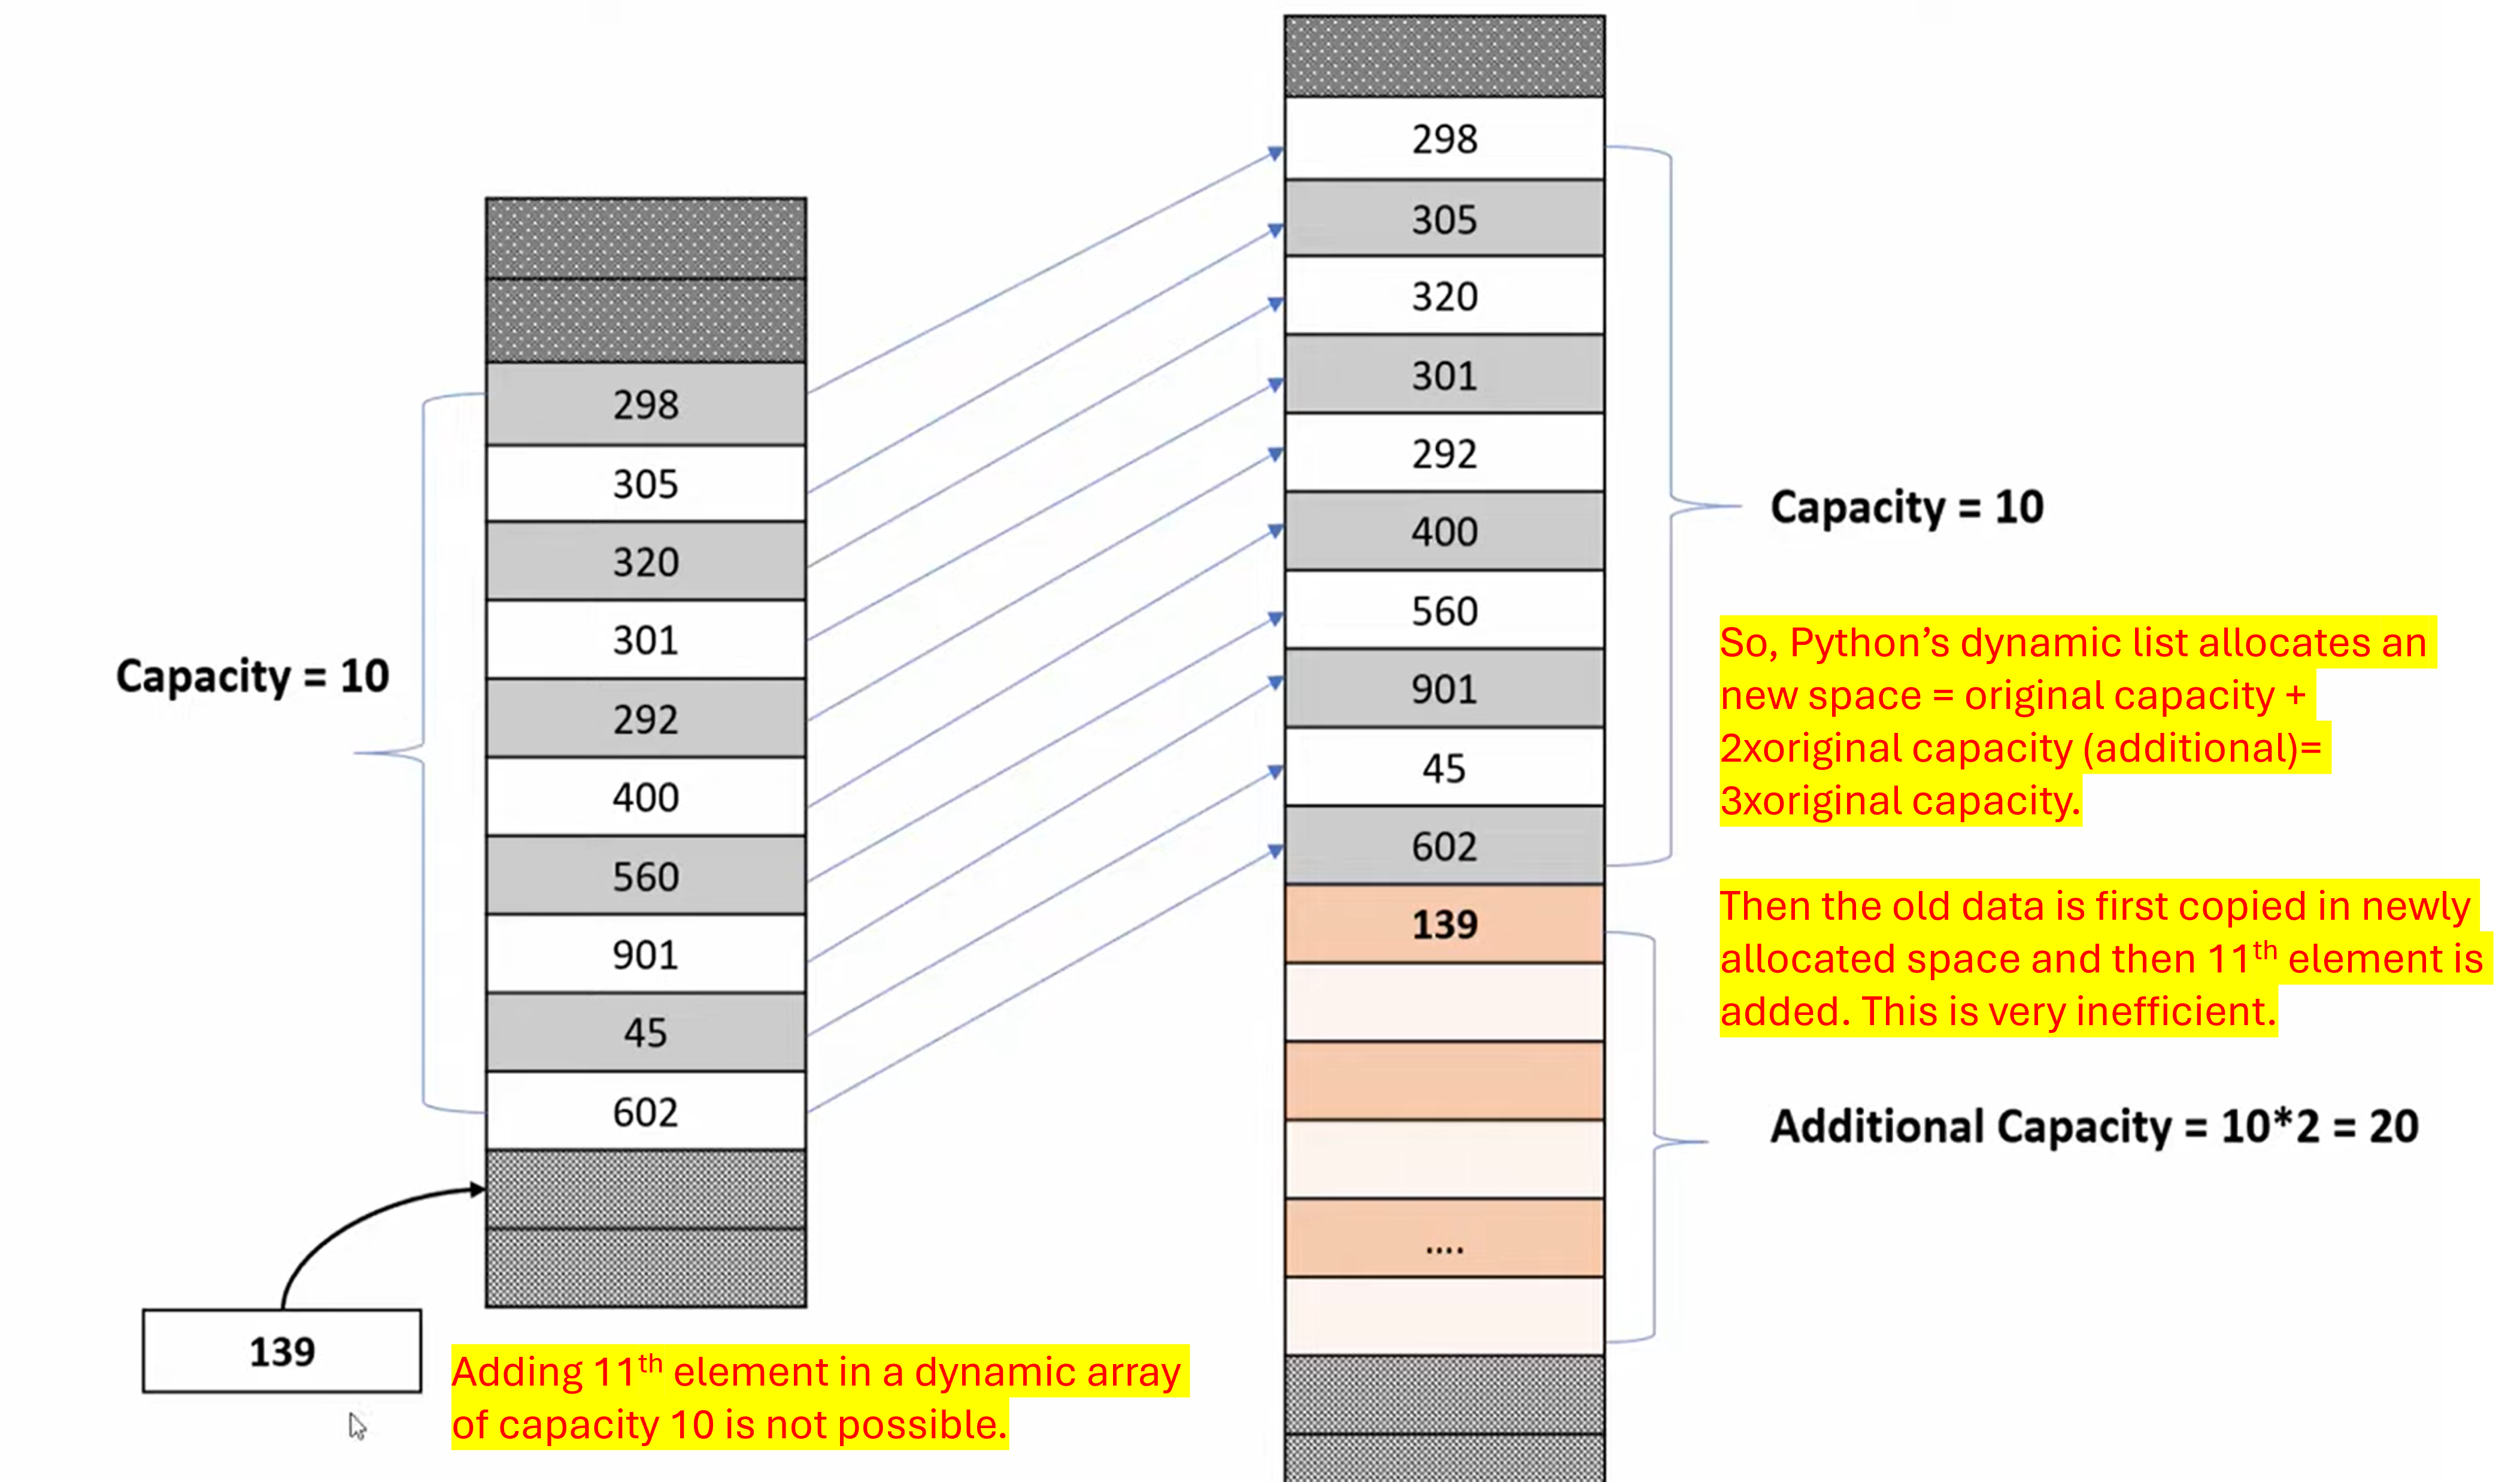 Capacity = 10
298
305
320
301
292
400
560
901
45
602
139
Adding 11th element in a dynamic array
of capacity 10 is not possible.
298
305
320
301
292
400
560
901
45
602
139
....
Capacity = 10
So, Python’s dynamic list allocates an
new space = original capacity +
2xoriginal capacity (additional)=
3xoriginal capacity.
Then the old data is first copied in newly
allocated space and then 11th element is
added. This is very inefficient.
Additional Capacity = 10*2 = 20